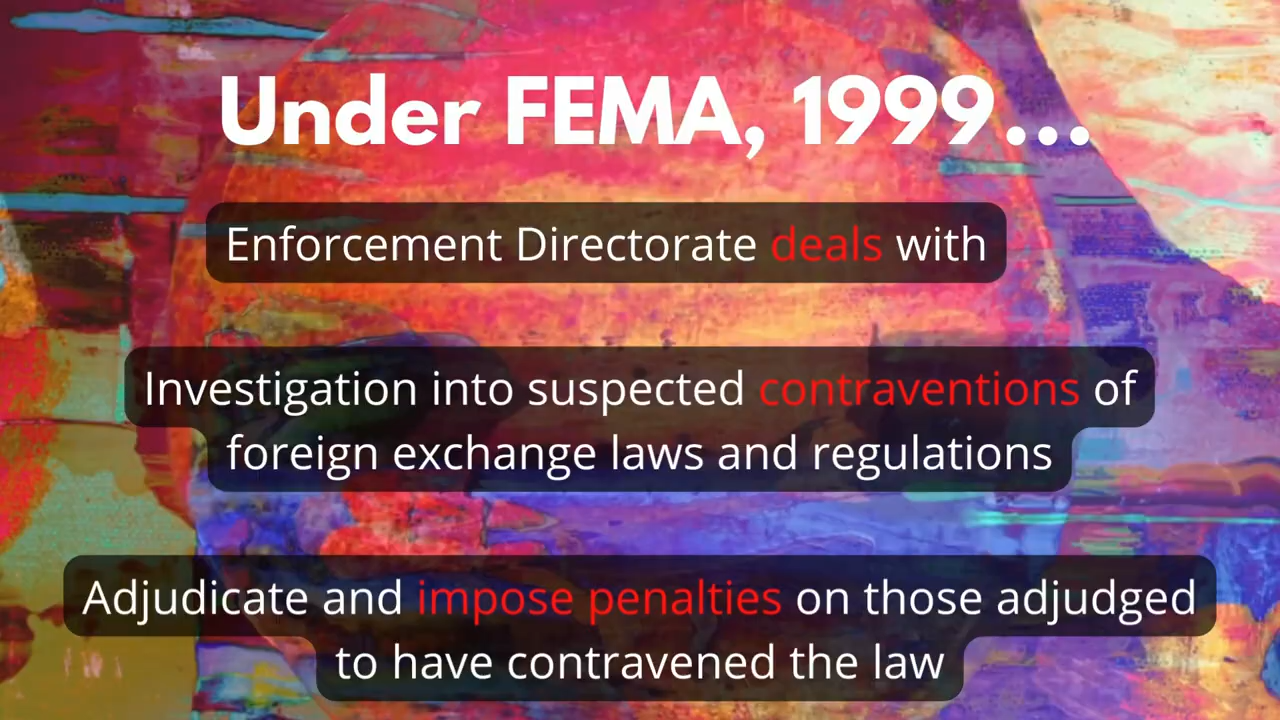 Under FEMA, 1999...
Enforcement Directorate deals with
Investigation into suspected contraventions of
foreign exchange laws and regulations
Adjudicate and impose penalties on those adjudged
to have contravened the law